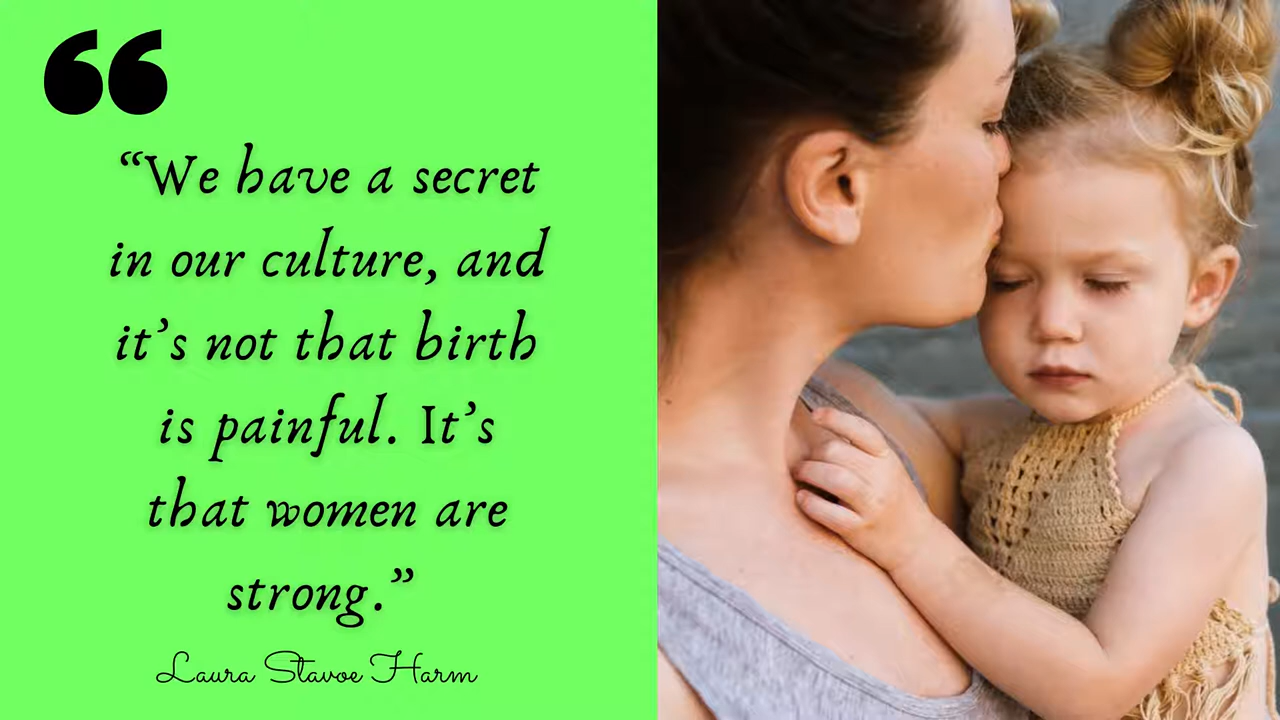 “We have a secret
in our culture, and
it’s not that birth
is painful. It’s
that women are
strong.”
Laura Stavoe Harm